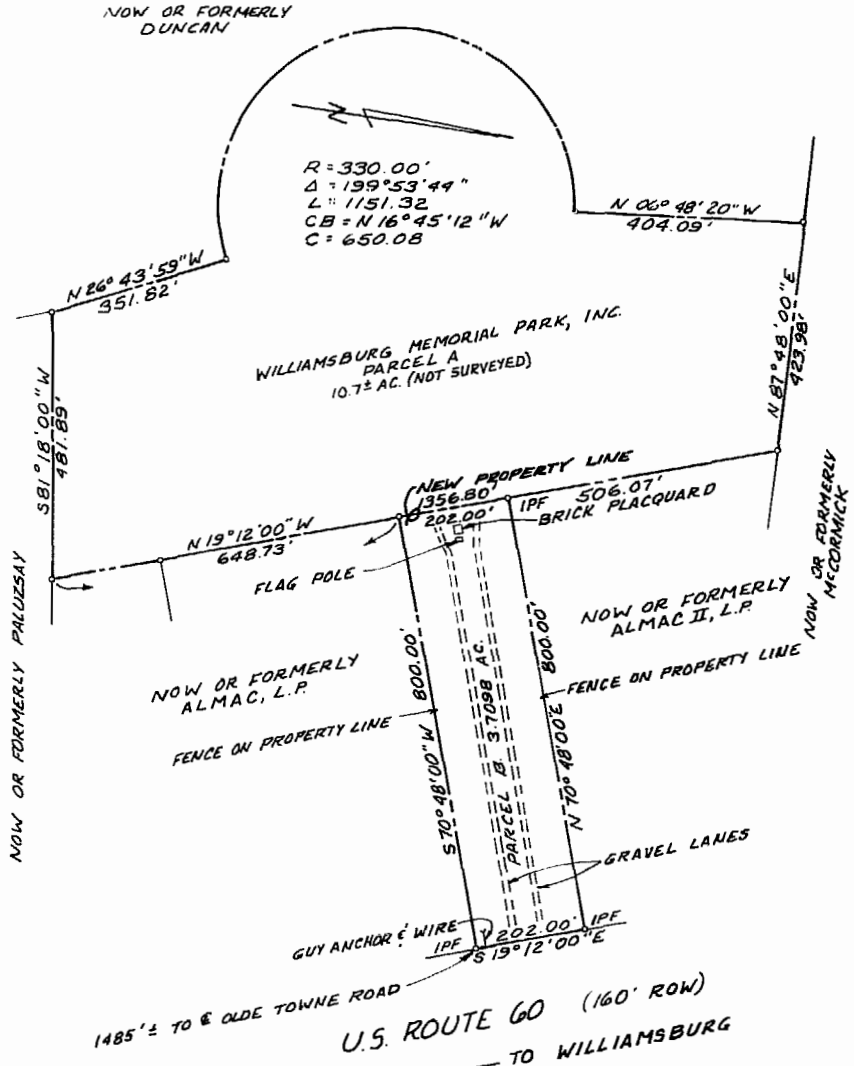 NOW OR FORMERLY
DUNCAN
R = 330.00'
Δ = 199°53'44"
L = 1151.32
CB = N 16°45'12"W
C = 650.08
N 06° 48' 20" W
404.09'
N 26° 43' 59" W
351.82'
N 87° 48' 00" E
423.98'
WILLIAMSBURG MEMORIAL PARK, INC.
PARCEL A
10.7± AC. (NOT SURVEYED)
S 81° 18' 00" W
481.89'
NEW PROPERTY LINE
1356.80'
202.00'
IPF
506.07'
BRICK PLACQUARD
N 19° 12' 00" W
648.73'
FLAG POLE
NOW OR FORMERLY PALUZSAY
NOW OR FORMERLY
McCORMICK
NOW OR FORMERLY
ALMAC II, L.P.
NOW OR FORMERLY
ALMAC, L.P.
800.00'
800.00'
FENCE ON PROPERTY LINE
FENCE ON PROPERTY LINE
S 70° 48' 00" W
PARCEL B 3.7098 AC.
N 70° 48' 00" E
GRAVEL LANES
GUY ANCHOR & WIRE
IPF
202.00'
IPF
S 19° 12' 00" E
1485' ± TO ℄ OLDE TOWNE ROAD
U.S. ROUTE 60 (160' ROW)
TO WILLIAMSBURG